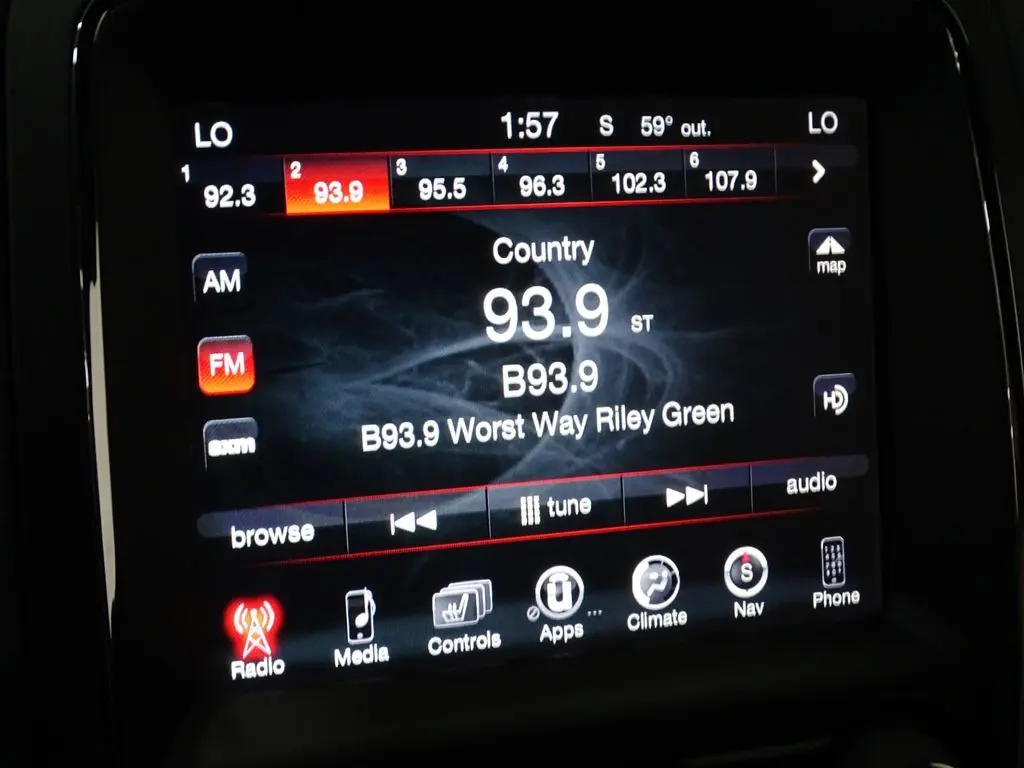 LO 1:57 S 59° out. LO
1 92.3 2 93.9 3 95.5 4 96.3 5 102.3 6 107.9
Country
map
AM
93.9 ST
FM
B93.9
HD
B93.9 Worst Way Riley Green
sxm
browse tune audio
Radio Media Controls Apps Climate S Nav Phone